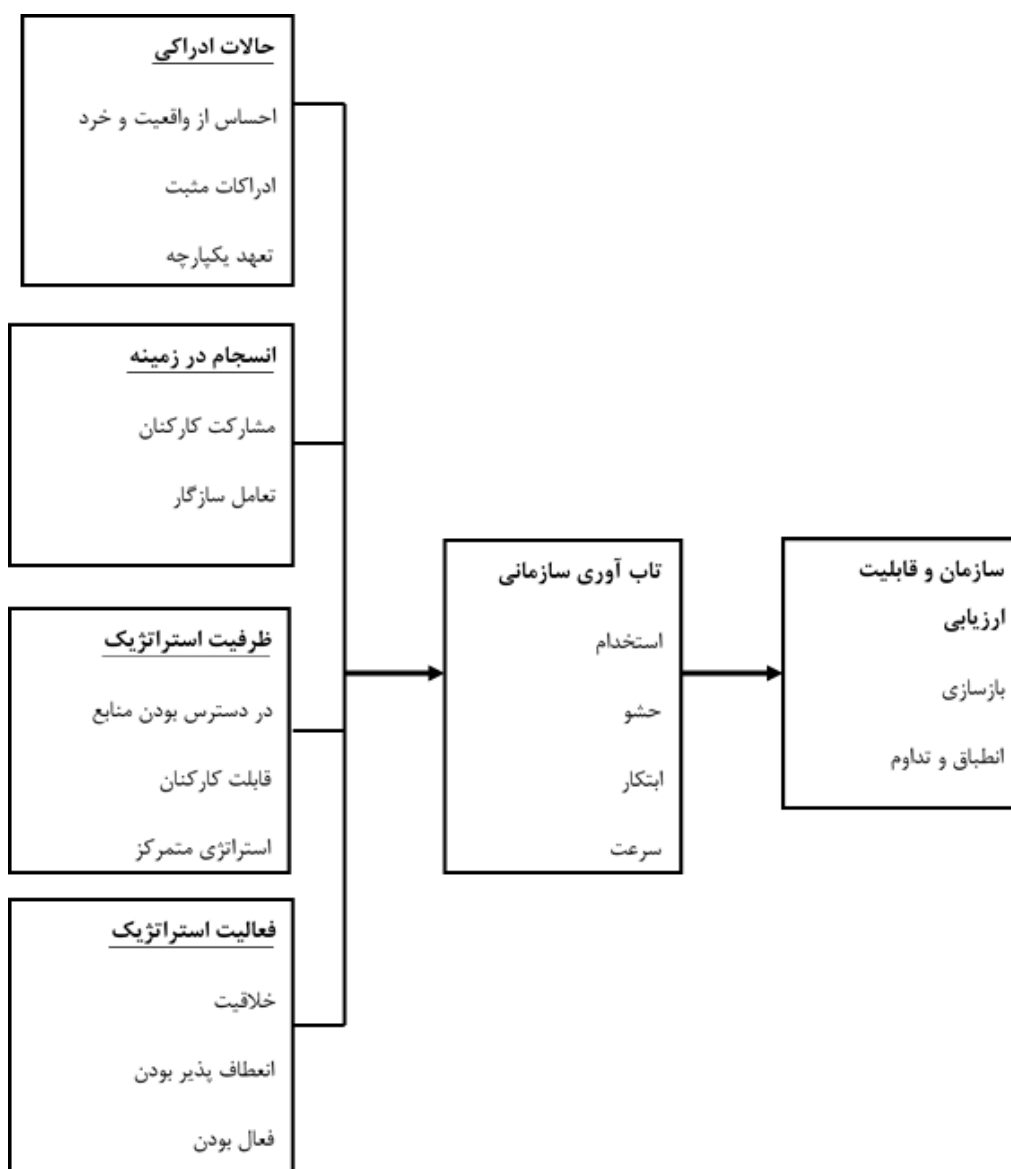 حالات ادراکی
احساس از واقعیت و خرد
ادراکات مثبت
تعهد یکپارچه
انسجام در زمینه
مشارکت کارکنان
تعامل سازگار
ظرفیت استراتژیک
در دسترس بودن منابع
قابلت کارکنان
استراتژی متمرکز
فعالیت استراتژیک
خلاقیت
انعطاف پذیر بودن
فعال بودن
تاب آوری سازمانی
استخدام
حشو
ابتکار
سرعت
سازمان و قابلیت
ارزیابی
بازسازی
انطباق و تداوم